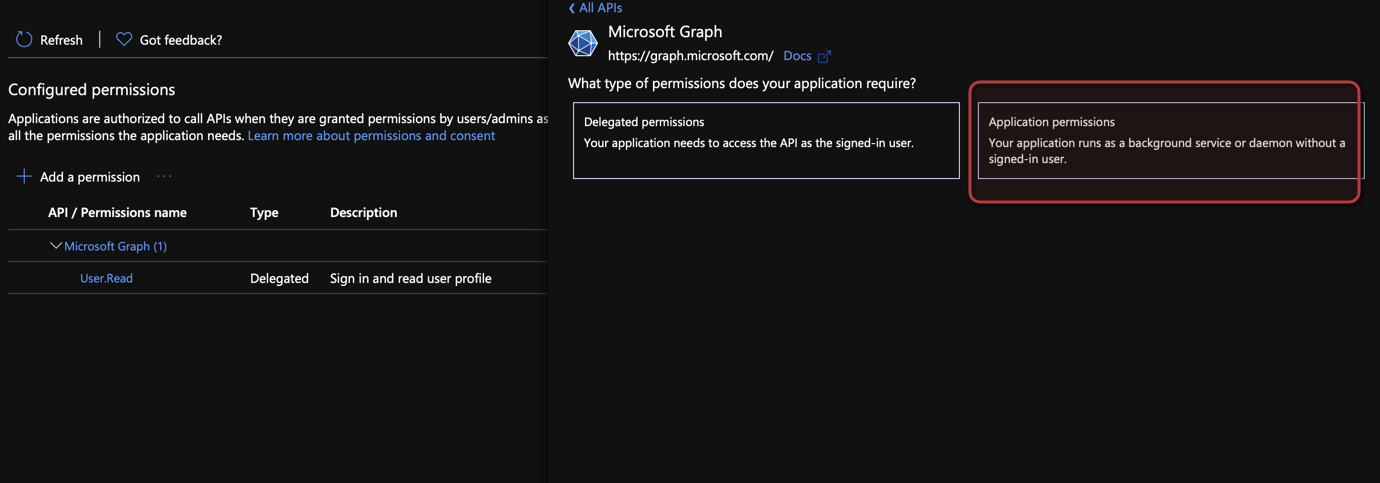 Refresh
Got feedback?
Configured permissions
Applications are authorized to call APIs when they are granted permissions by users/admins as
all the permissions the application needs. Learn more about permissions and consent
Add a permission
API / Permissions name Type Description
Microsoft Graph (1)
User.Read Delegated Sign in and read user profile
All APIs
Microsoft Graph
https://graph.microsoft.com/ Docs
What type of permissions does your application require?
Delegated permissions
Your application needs to access the API as the signed-in user.
Application permissions
Your application runs as a background service or daemon without a
signed-in user.